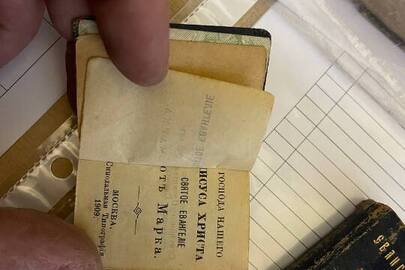 ГОСПОДА НАШЕГО
ІИСУСА ХРИСТА
СВЯТОЕ ЕВАНГЕЛІЕ
отъ Марка.
МОСКВА.
Синодальная Типографія
1909.